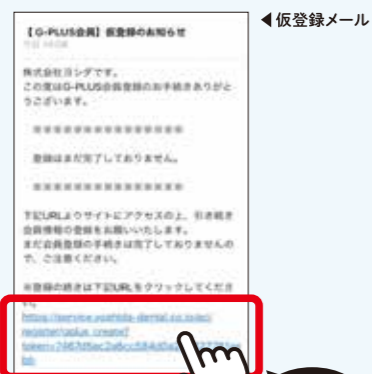 ◀仮登録メール
【G-PLUS会員】仮登録のお知らせ
株式会社ヨシダです。
この度はG-PLUS会員登録のお手続きありがと
うございます。
※※※※※※※※※※※※※※※※
登録はまだ完了しておりません。
※※※※※※※※※※※※※※※※
下記URLよりサイトにアクセスの上、引き続き
会員情報の登録をお願いいたします。
まだ会員登録の手続きは完了しておりませんの
で、ご注意ください。
※登録の続きは下記URLをクリックしてくださ
い。